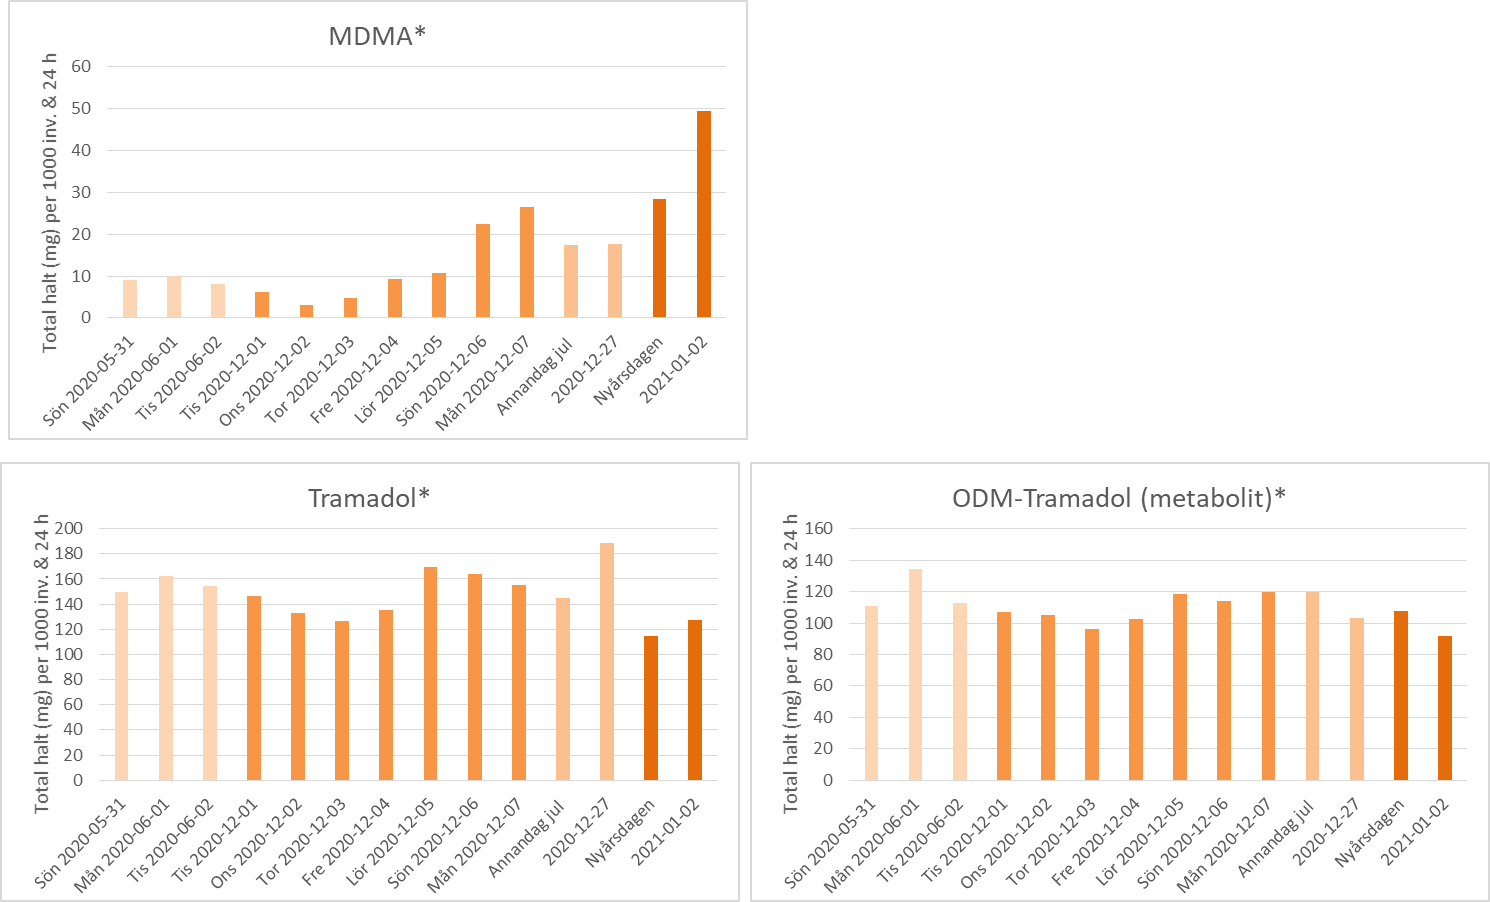 MDMA*
Total halt (mg) per 1000 inv. & 24 h
60
50
40
30
20
10
0
Sön 2020-05-31
Mån 2020-06-01
Tis 2020-06-02
Tis 2020-12-01
Ons 2020-12-02
Tor 2020-12-03
Fre 2020-12-04
Lör 2020-12-05
Sön 2020-12-06
Mån 2020-12-07
Annandag jul
2020-12-27
Nyårsdagen
2021-01-02
Tramadol*
Total halt (mg) per 1000 inv. & 24 h
200
180
160
140
120
100
80
60
40
20
0
Sön 2020-05-31
Mån 2020-06-01
Tis 2020-06-02
Tis 2020-12-01
Ons 2020-12-02
Tor 2020-12-03
Fre 2020-12-04
Lör 2020-12-05
Sön 2020-12-06
Mån 2020-12-07
Annandag jul
2020-12-27
Nyårsdagen
2021-01-02
ODM-Tramadol (metabolit)*
Total halt (mg) per 1000 inv. & 24 h
160
140
120
100
80
60
40
20
0
Sön 2020-05-31
Mån 2020-06-01
Tis 2020-06-02
Tis 2020-12-01
Ons 2020-12-02
Tor 2020-12-03
Fre 2020-12-04
Lör 2020-12-05
Sön 2020-12-06
Mån 2020-12-07
Annandag jul
2020-12-27
Nyårsdagen
2021-01-02